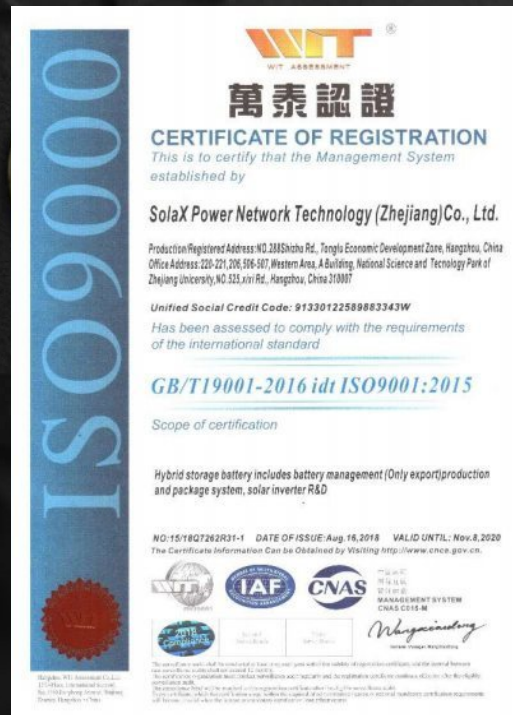 ISO9000
WIT
®
WIT ASSESSMENT
萬泰認證
CERTIFICATE OF REGISTRATION
This is to certify that the Management System
established by
SolaX Power Network Technology (Zhejiang)Co., Ltd.
Production/Registered Address:NO.288Shizhu Rd., Tonglu Economic Development Zone, Hangzhou, China
Office Address:220-221,206,506-507,Western Area, A Building, National Science and Tecnology Park of
Zhejiang Unicersity,NO.525,xixi Rd., Hangzhou, China 310007
Unified Social Credit Code: 91330122589883343W
Has been assessed to comply with the requirements
of the international standard
GB/T19001-2016 idt ISO9001:2015
Scope of certification
Hybrid storage battery includes battery management (Only export)production
and package system, solar inverter R&D
NO:15/18QT262R31-1 DATE OF ISSUE:Aug.16,2018 VALID UNTIL: Nov.8,2020
The Certificate Information Can be Obtained by Visiting http://www.cnce.gov.cn.
IAF
CNAS
MANAGEMENT SYSTEM
CNAS C015-M
2018